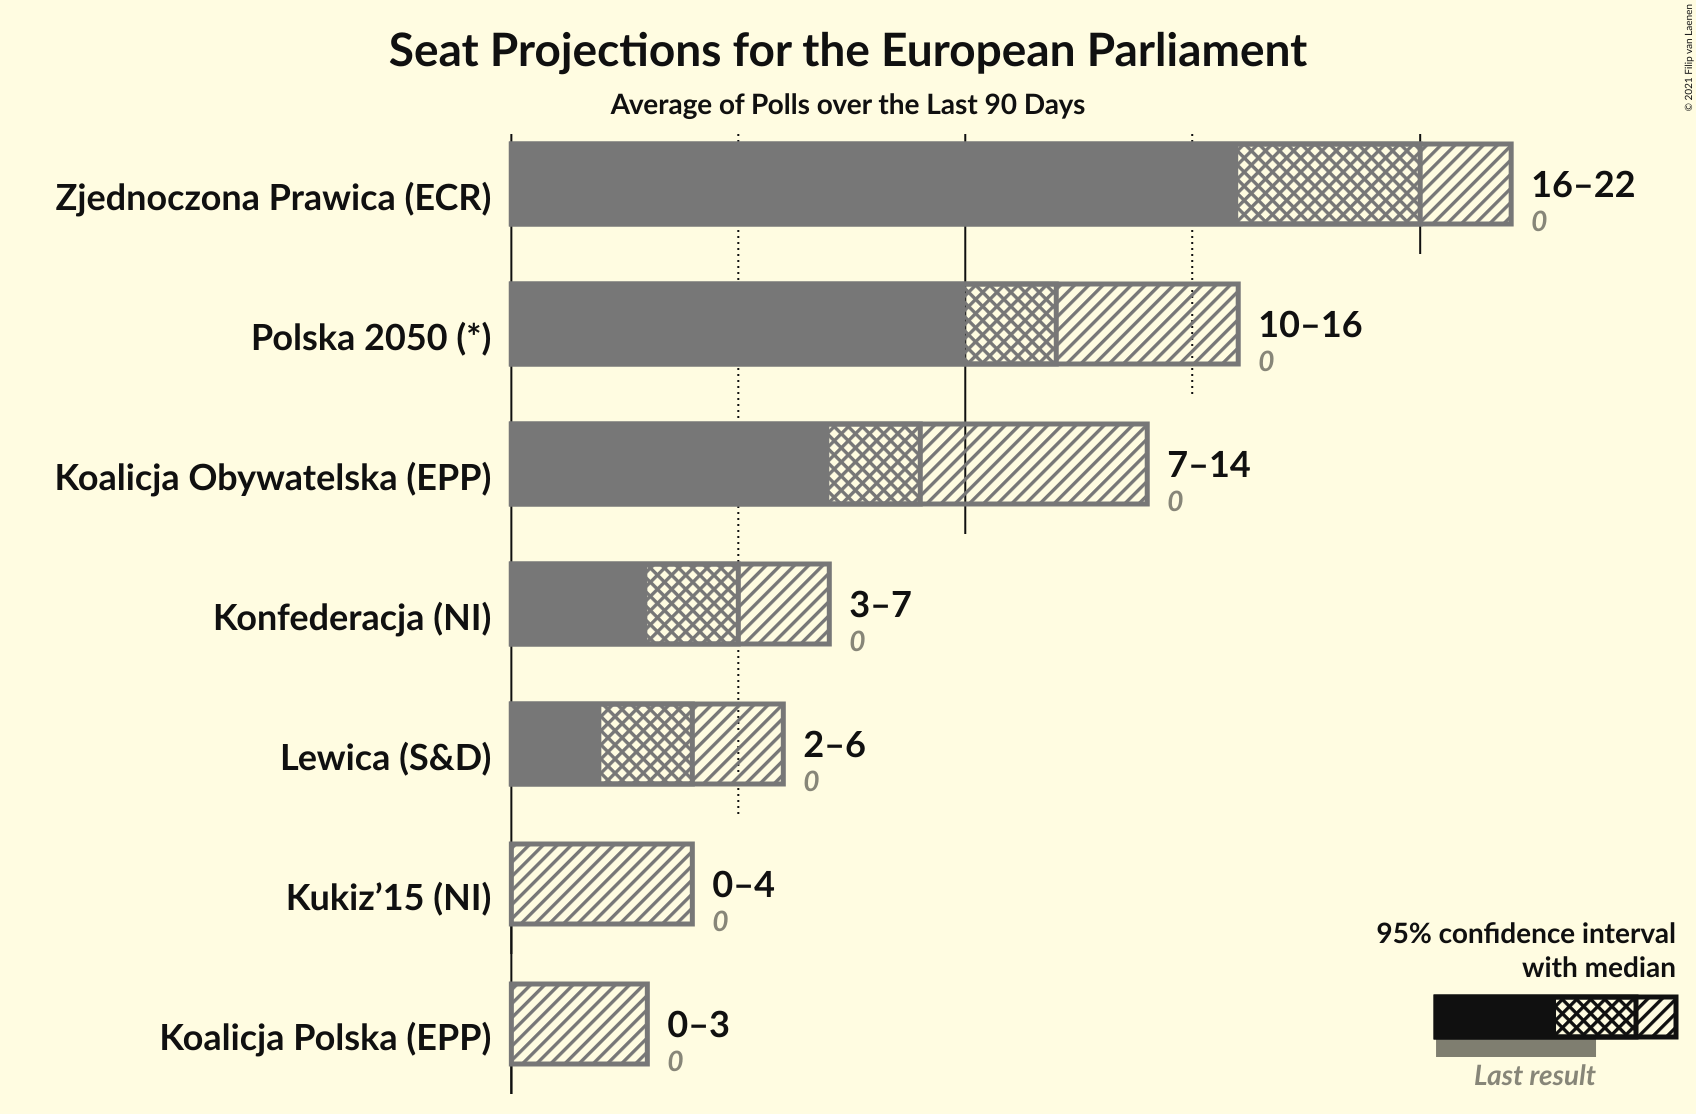 Seat Projections for the European Parliament
Average of Polls over the Last 90 Days
© 2021 Filip van Laenen
Zjednoczona Prawica (ECR)
16–22
0
Polska 2050 (*)
10–16
0
Koalicja Obywatelska (EPP)
7–14
0
Konfederacja (NI)
3–7
0
Lewica (S&D)
2–6
0
Kukiz’15 (NI)
0–4
0
Koalicja Polska (EPP)
0–3
0
95% confidence interval
with median
Last result